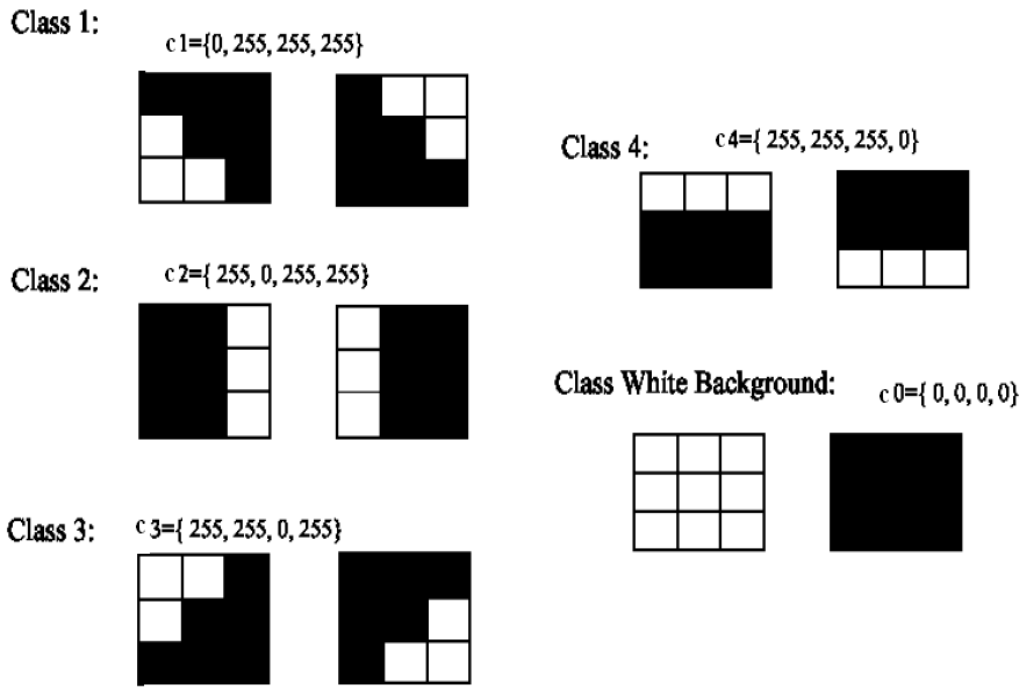 Class 1:
c1={0, 255, 255, 255}
Class 2:
c2={ 255, 0, 255, 255}
Class 3:
c3={ 255, 255, 0, 255}
Class 4:
c4={ 255, 255, 255, 0}
Class White Background:
c0={ 0, 0, 0, 0}